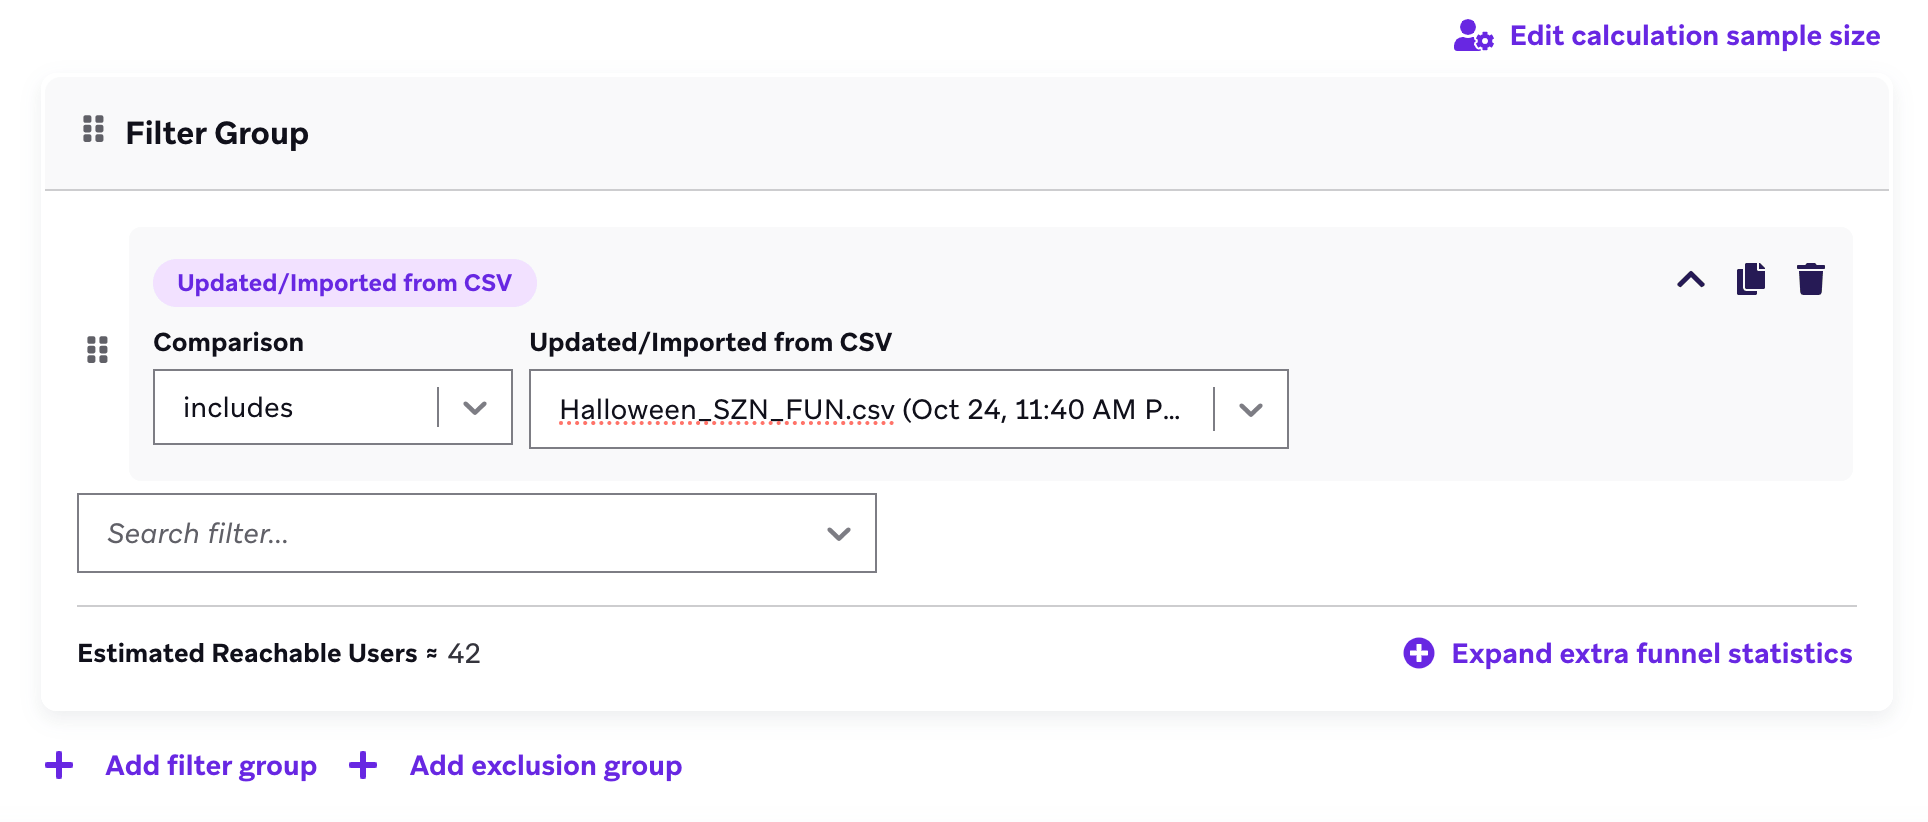 Edit calculation sample size
Filter Group
Updated/Imported from CSV
Comparison
Updated/Imported from CSV
includes
Halloween_SZN_FUN.csv (Oct 24, 11:40 AM P...
Search filter...
Estimated Reachable Users ≈ 42
Expand extra funnel statistics
Add filter group
Add exclusion group